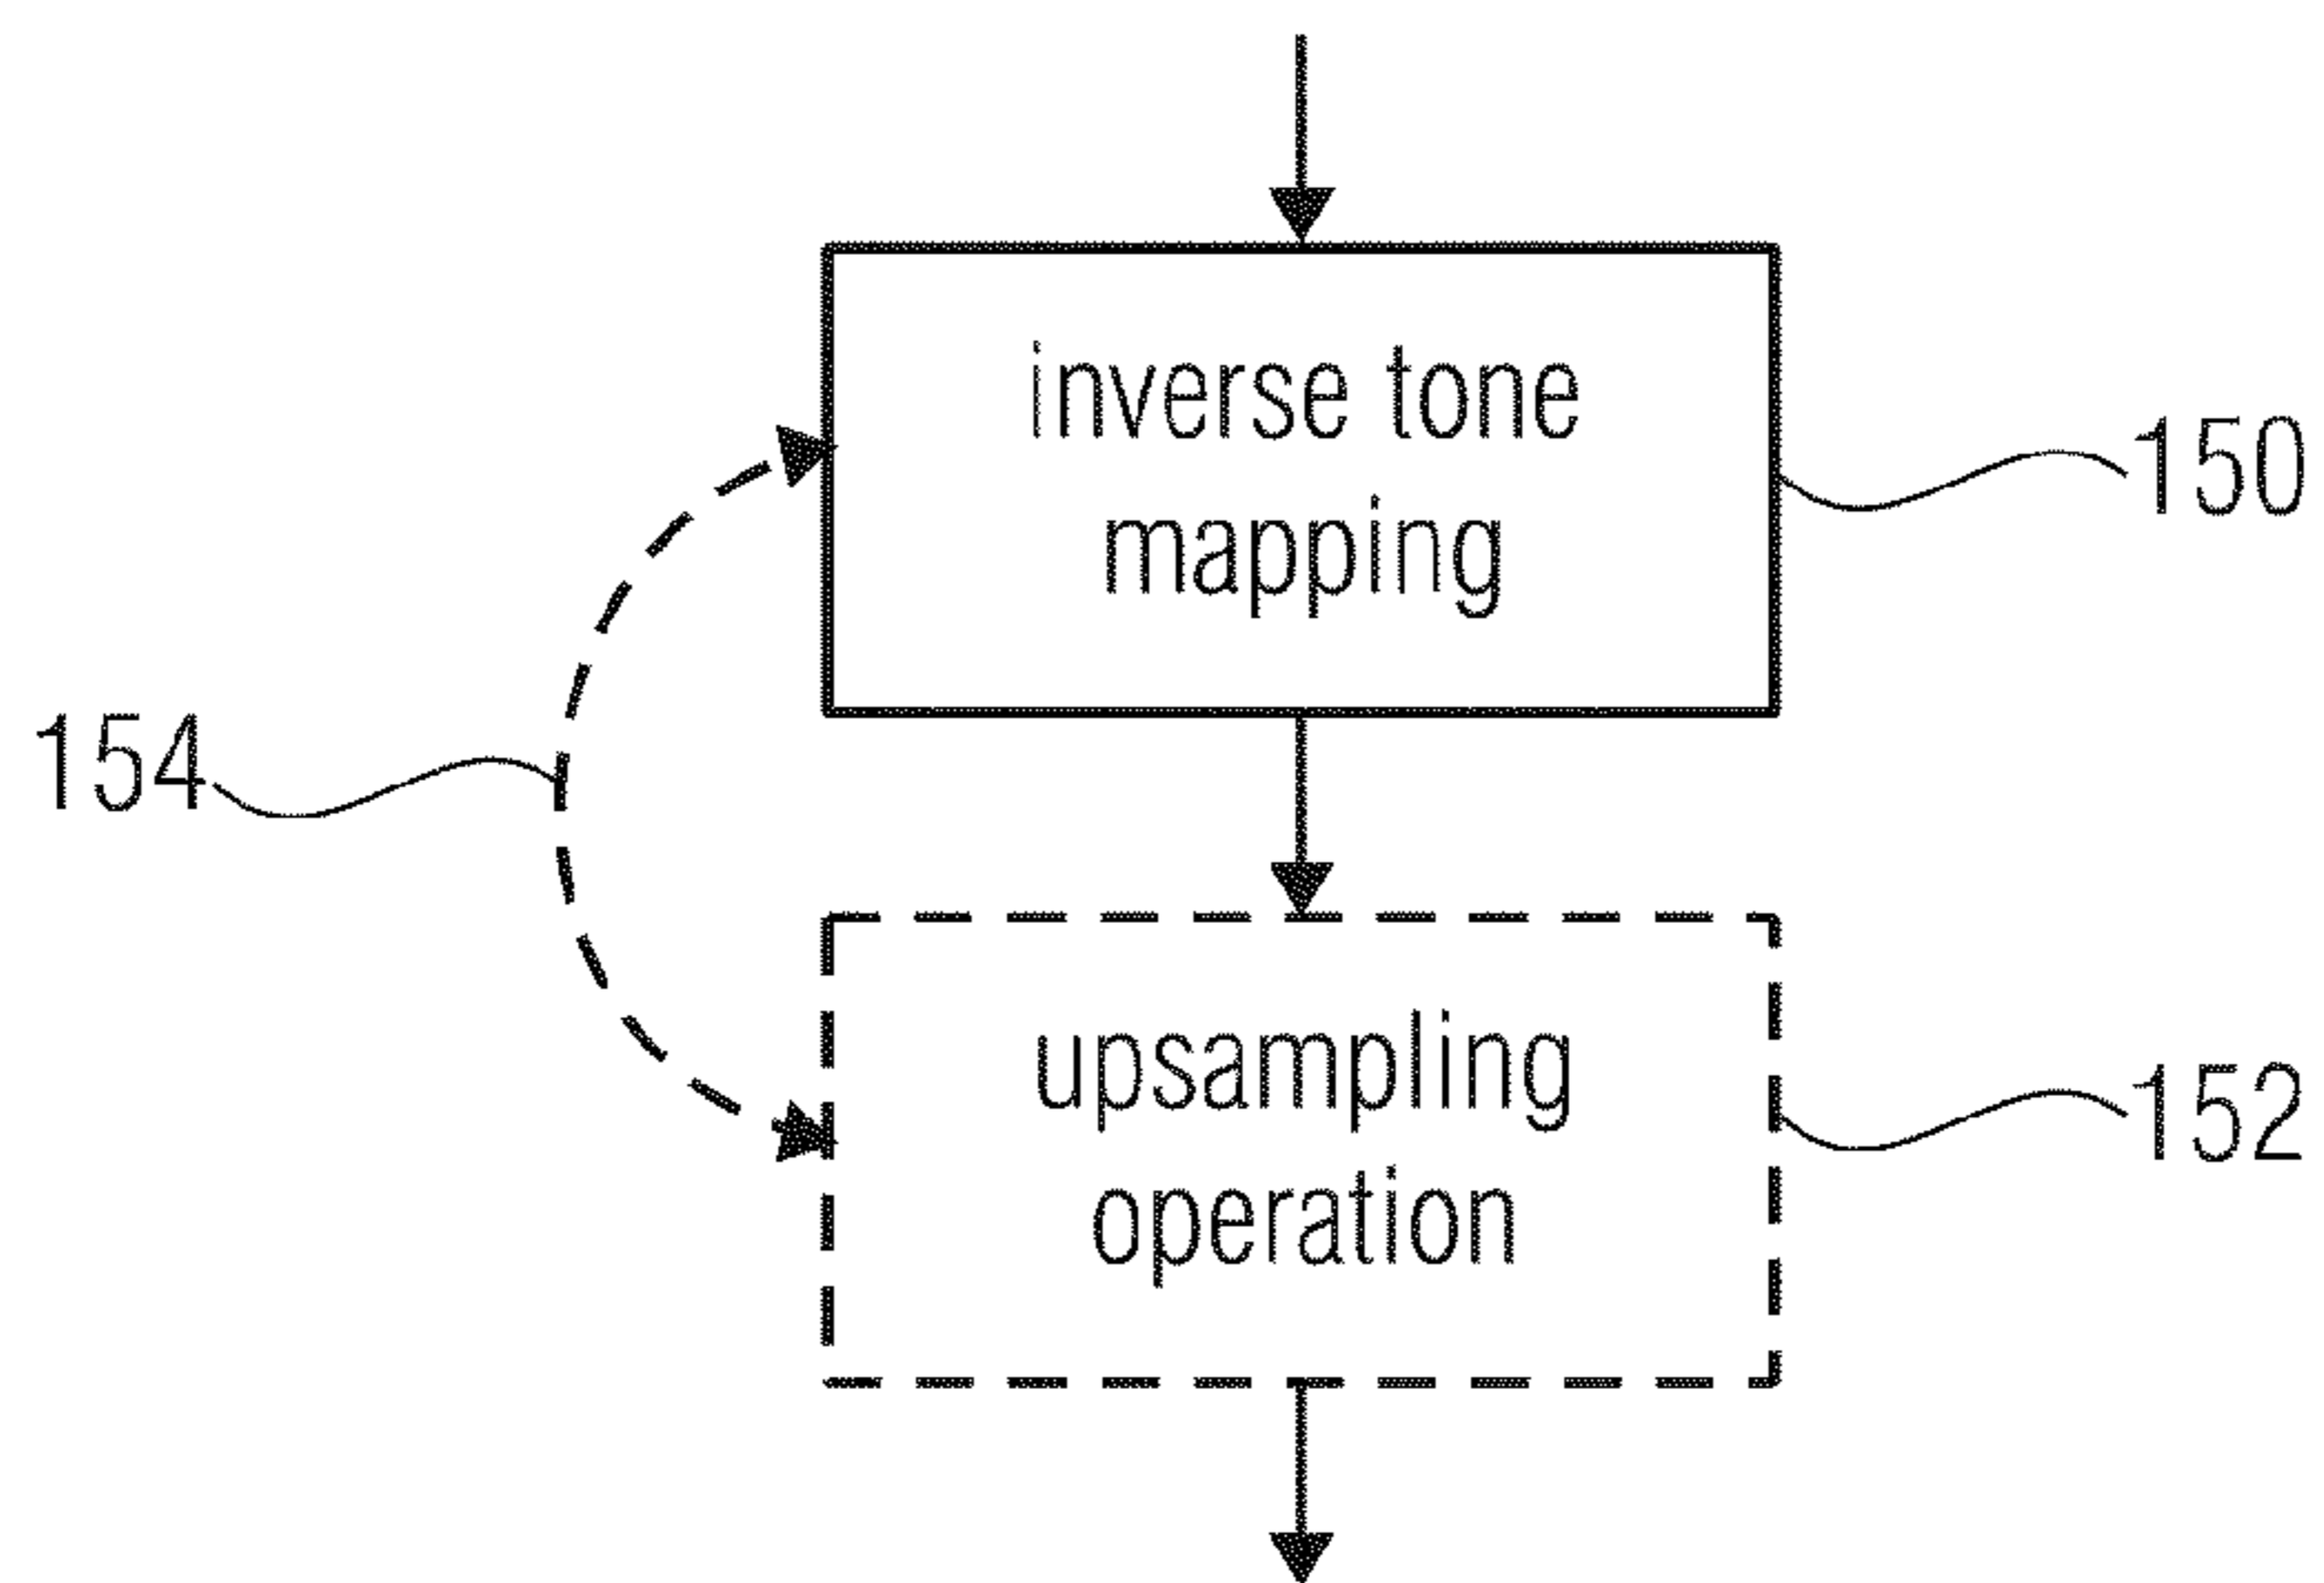 inverse tone
mapping
150
154
upsampling
operation
152